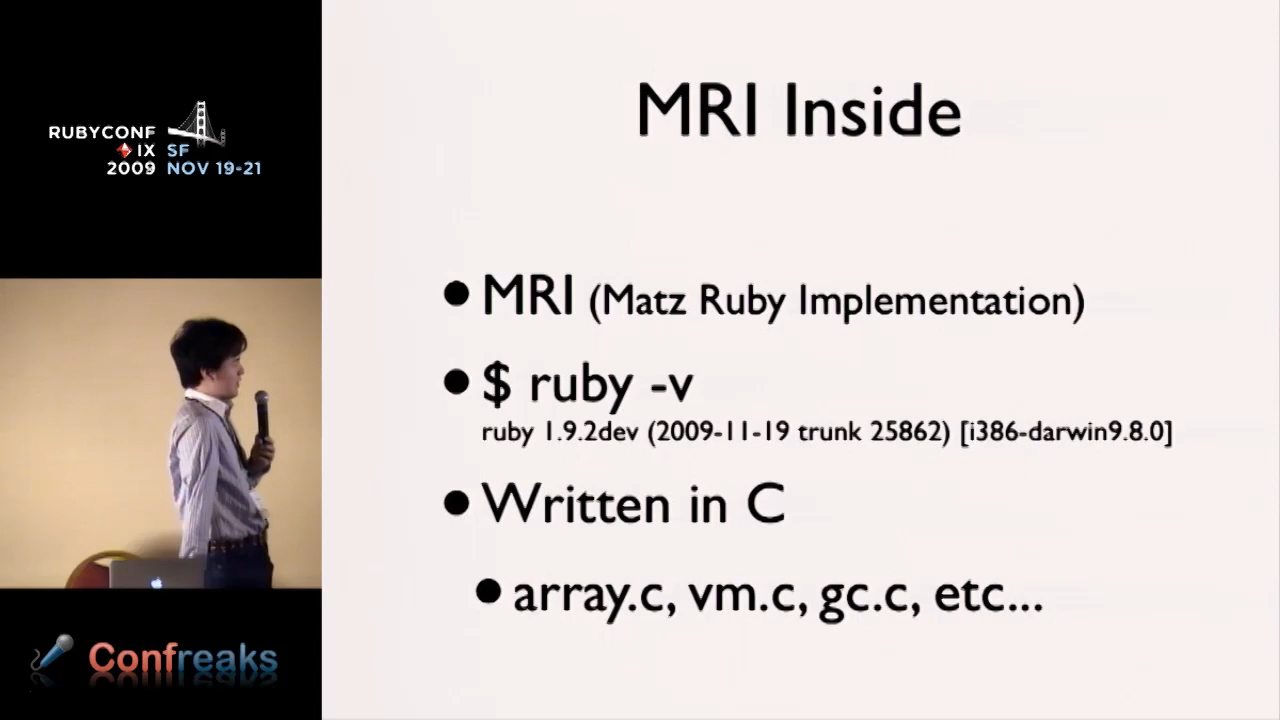 RUBYCONF
IX SF
2009 NOV 19-21
MRI Inside
MRI (Matz Ruby Implementation)
$ ruby -v
ruby 1.9.2dev (2009-11-19 trunk 25862) [i386-darwin9.8.0]
Written in C
array.c, vm.c, gc.c, etc...
Confreaks